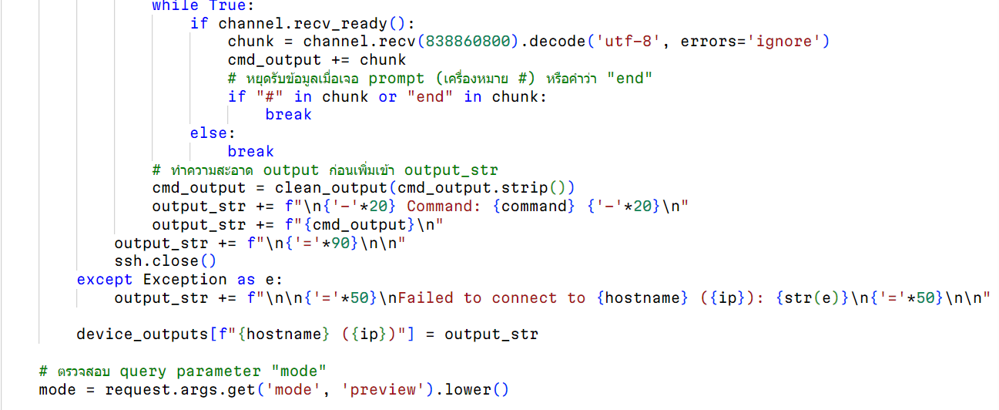 while True:
if channel.recv_ready():
chunk = channel.recv(838860800).decode('utf-8', errors='ignore')
cmd_output += chunk
# หยุดรับข้อมูลเมื่อเจอ prompt (เครื่องหมาย #) หรือคำว่า "end"
if "#" in chunk or "end" in chunk:
break
else:
break
# ทำความสะอาด output ก่อนเพิ่มเข้า output_str
cmd_output = clean_output(cmd_output.strip())
output_str += f"\n{'-'*20} Command: {command} {'-'*20}\n"
output_str += f"{cmd_output}\n"
output_str += f"\n{'='*90}\n\n"
ssh.close()
except Exception as e:
output_str += f"\n\n{'='*50}\nFailed to connect to {hostname} ({ip}): {str(e)}\n{'='*50}\n\n"
device_outputs[f"{hostname} ({ip})"] = output_str
# ตรวจสอบ query parameter "mode"
mode = request.args.get('mode', 'preview').lower()